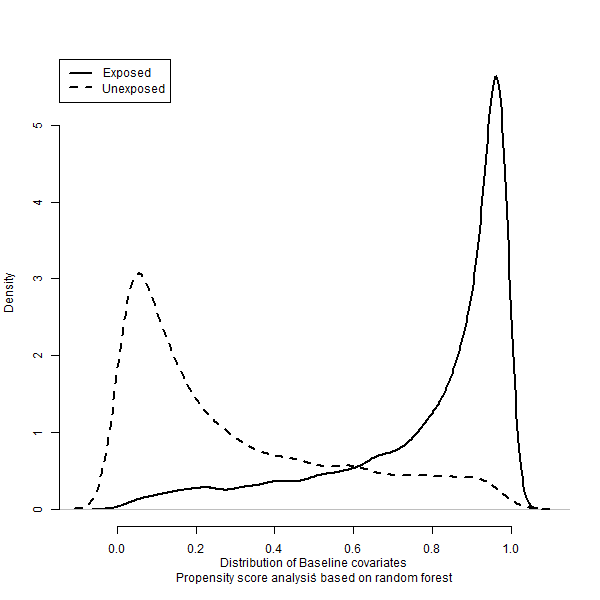 Exposed
Unexposed
Density
0
1
2
3
4
5
0.0 0.2 0.4 0.6 0.8 1.0
Distribution of Baseline covariates
Propensity score analysis based on random forest